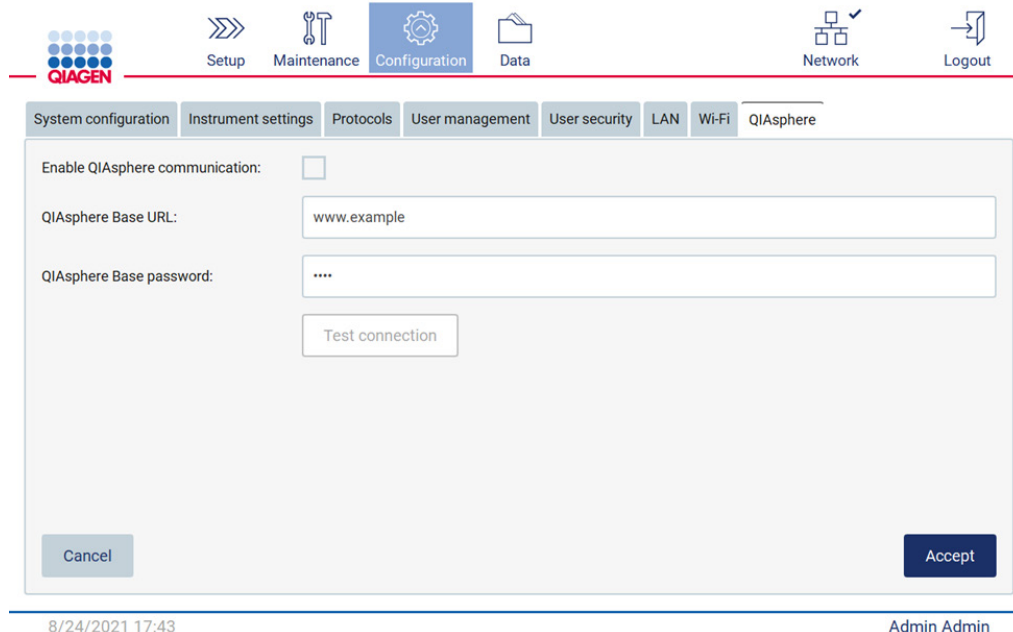 QIAGEN
Setup Maintenance Configuration Data Network Logout
System configuration Instrument settings Protocols User management User security LAN Wi-Fi QIAsphere
Enable QIAsphere communication:
QIAsphere Base URL: www.example
QIAsphere Base password: ••••
Test connection
Cancel Accept
8/24/2021 17:43 Admin Admin